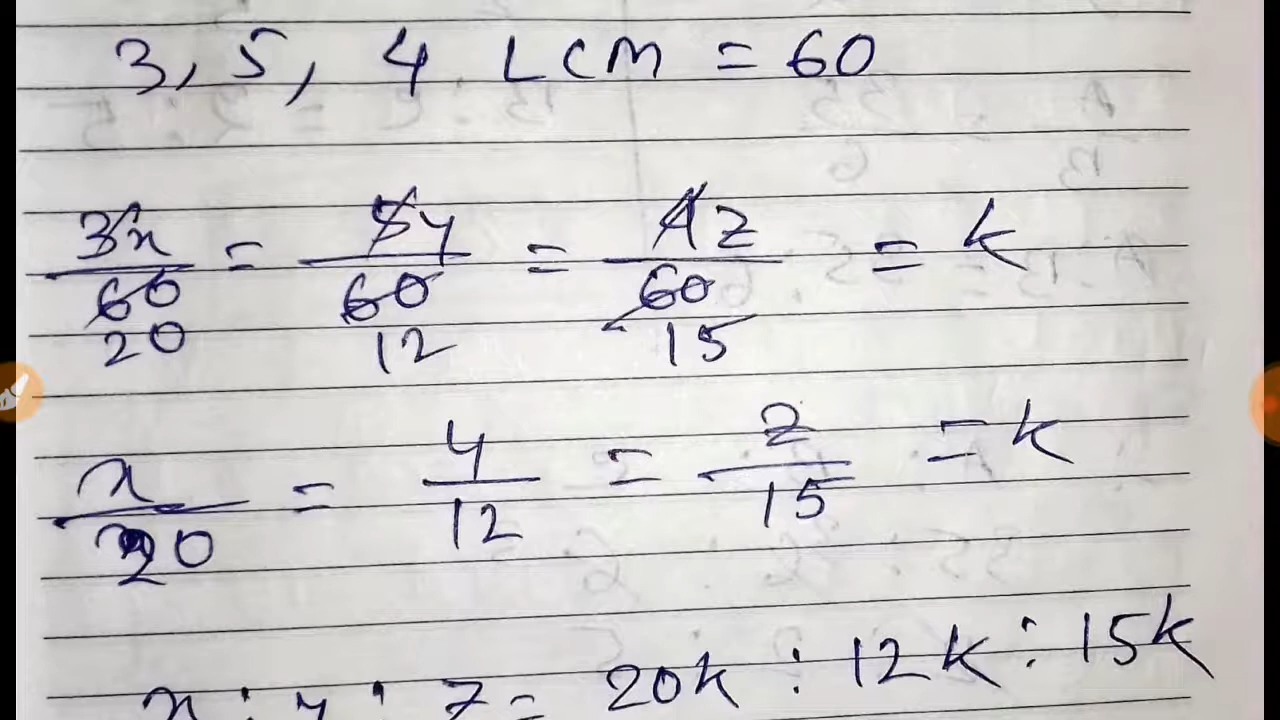 3, 5, 4 LCM = 60
3x/60 = 5y/60 = 4z/60 = k
20 12 15
x/20 = y/12 = z/15 = k
x : y : z = 20k : 12k : 15k